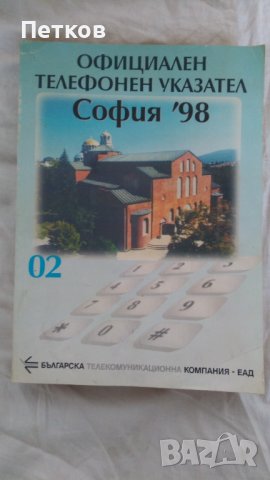 Петков
ОФИЦИАЛЕН
ТЕЛЕФОНЕН УКАЗАТЕЛ
София '98
02
1 2 3
4 5 6
7 8 9
* 0 #
БЪЛГАРСКА ТЕЛЕКОМУНИКАЦИОННА КОМПАНИЯ • ЕАД
BAZAR